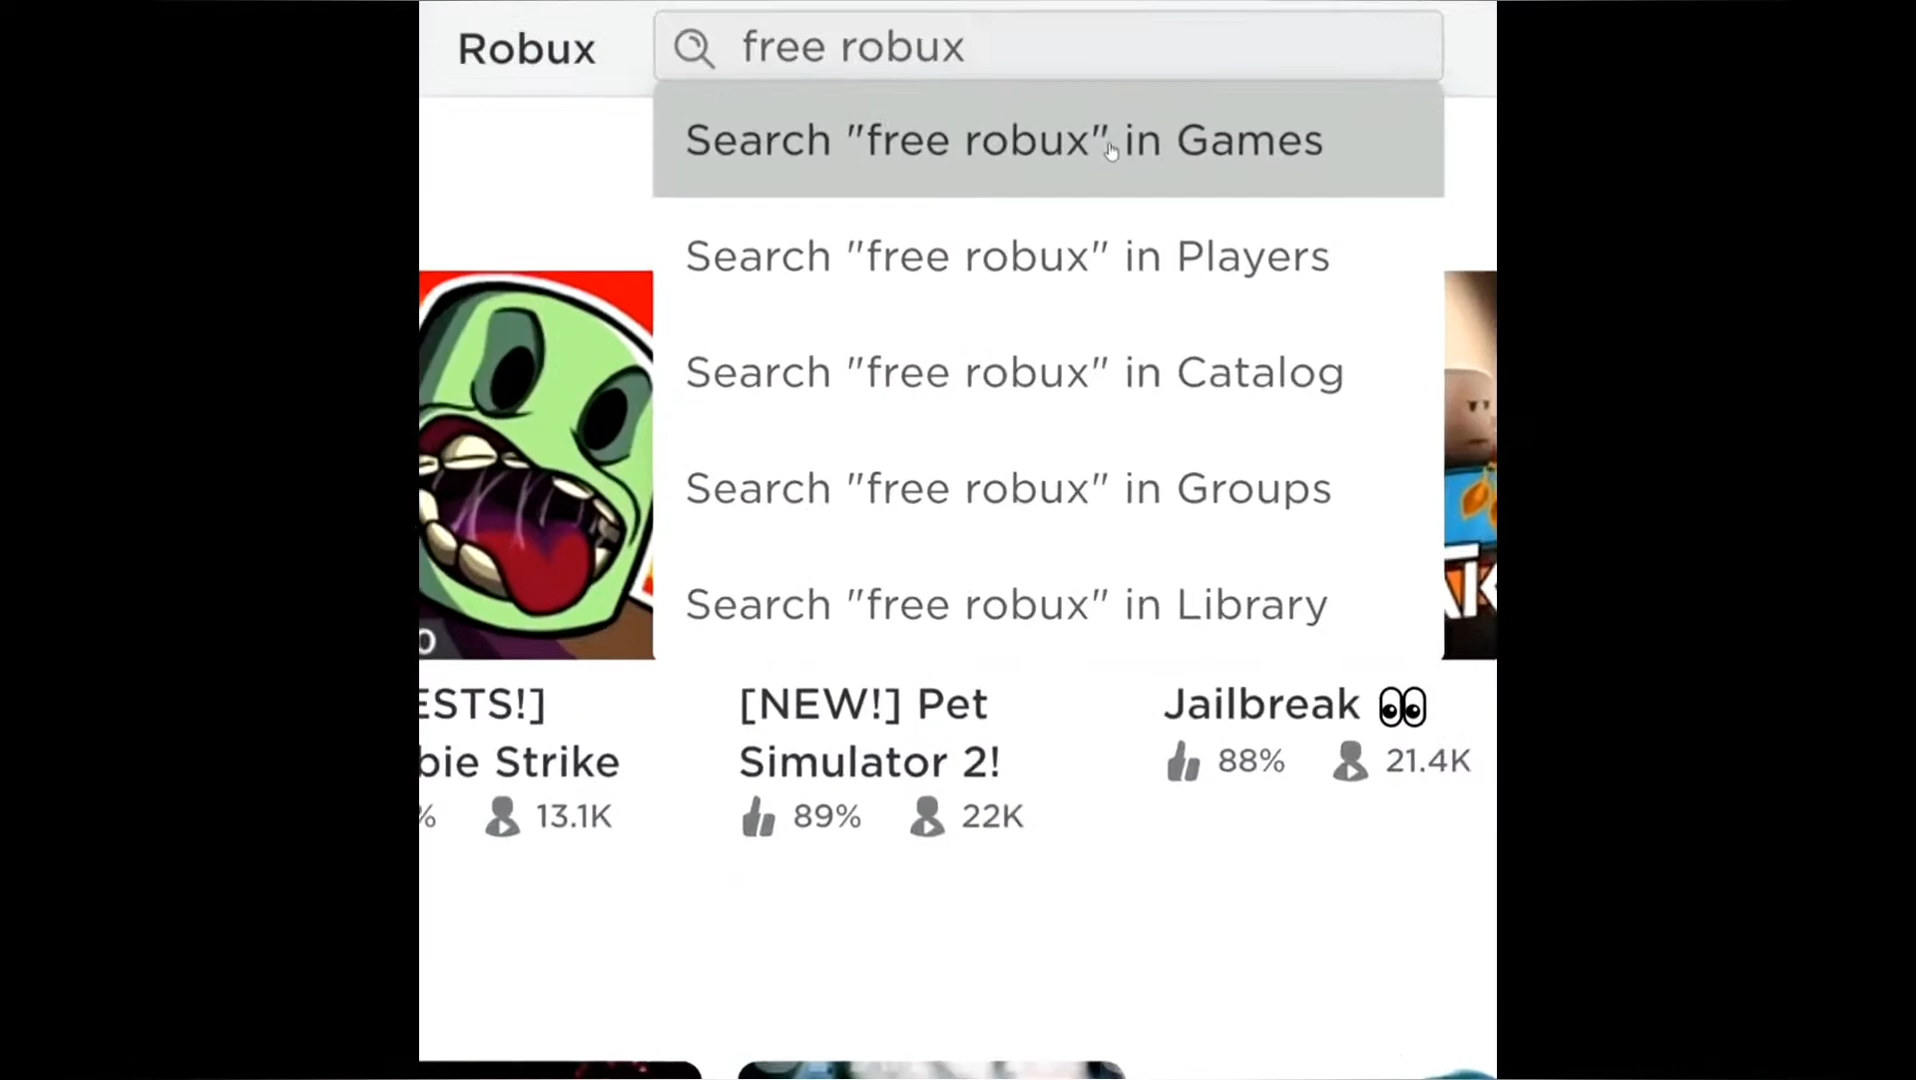 Robux
free robux
Search "free robux" in Games
Search "free robux" in Players
Search "free robux" in Catalog
Search "free robux" in Groups
Search "free robux" in Library
ESTS!]
bie Strike
% 13.1K
[NEW!] Pet
Simulator 2!
89% 22K
Jailbreak 👀
88% 21.4K